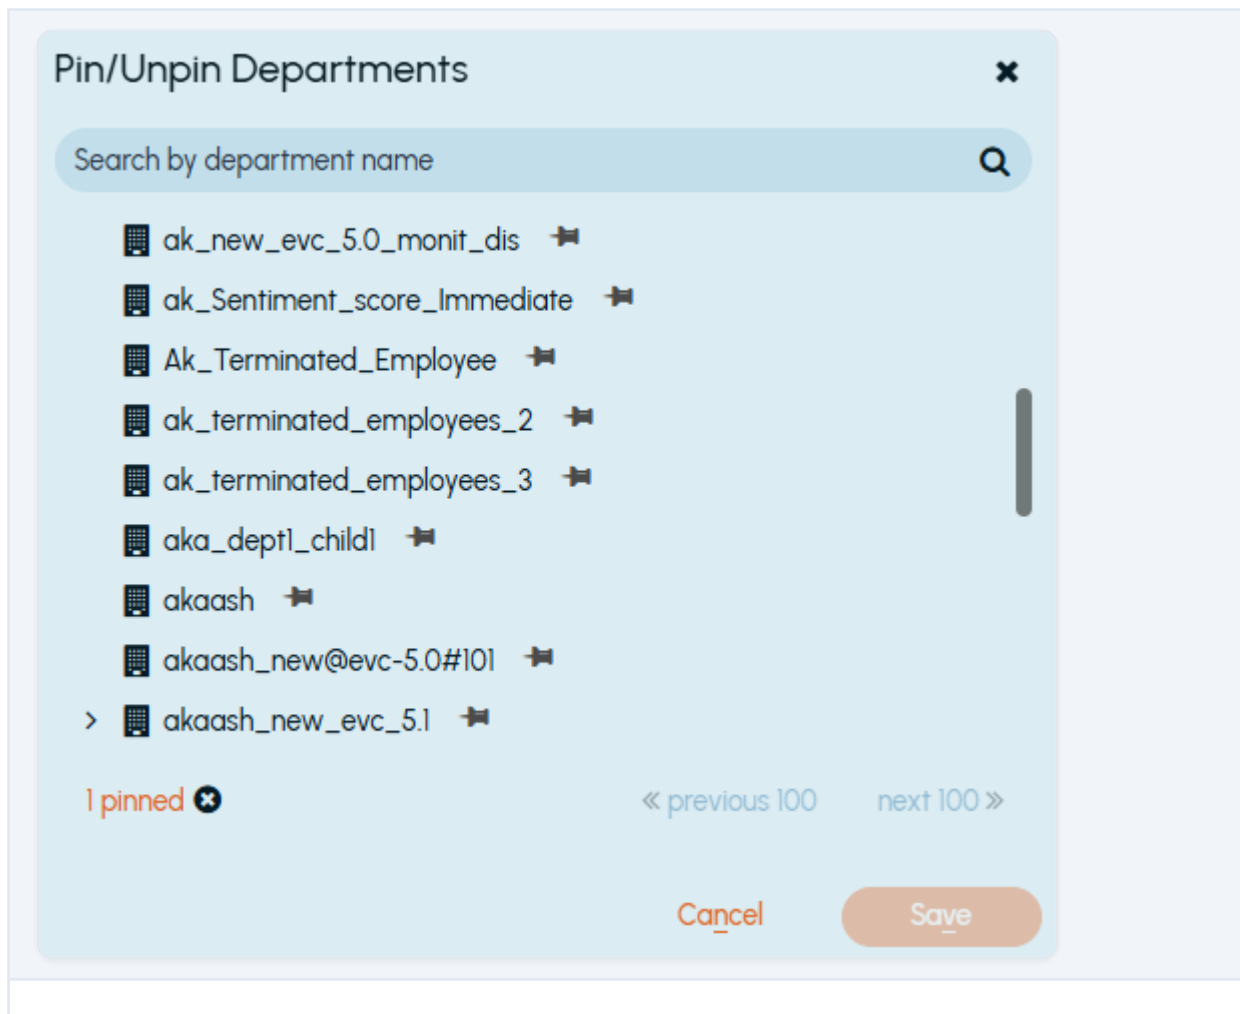 Pin/Unpin Departments
Search by department name
ak_new_evc_5.0_monit_dis
ak_Sentiment_score_Immediate
Ak_Terminated_Employee
ak_terminated_employees_2
ak_terminated_employees_3
aka_dept1_child1
akaash
akaash_new@evc-5.0#101
akaash_new_evc_5.1
1 pinned « previous 100 next 100 »
Cancel Save